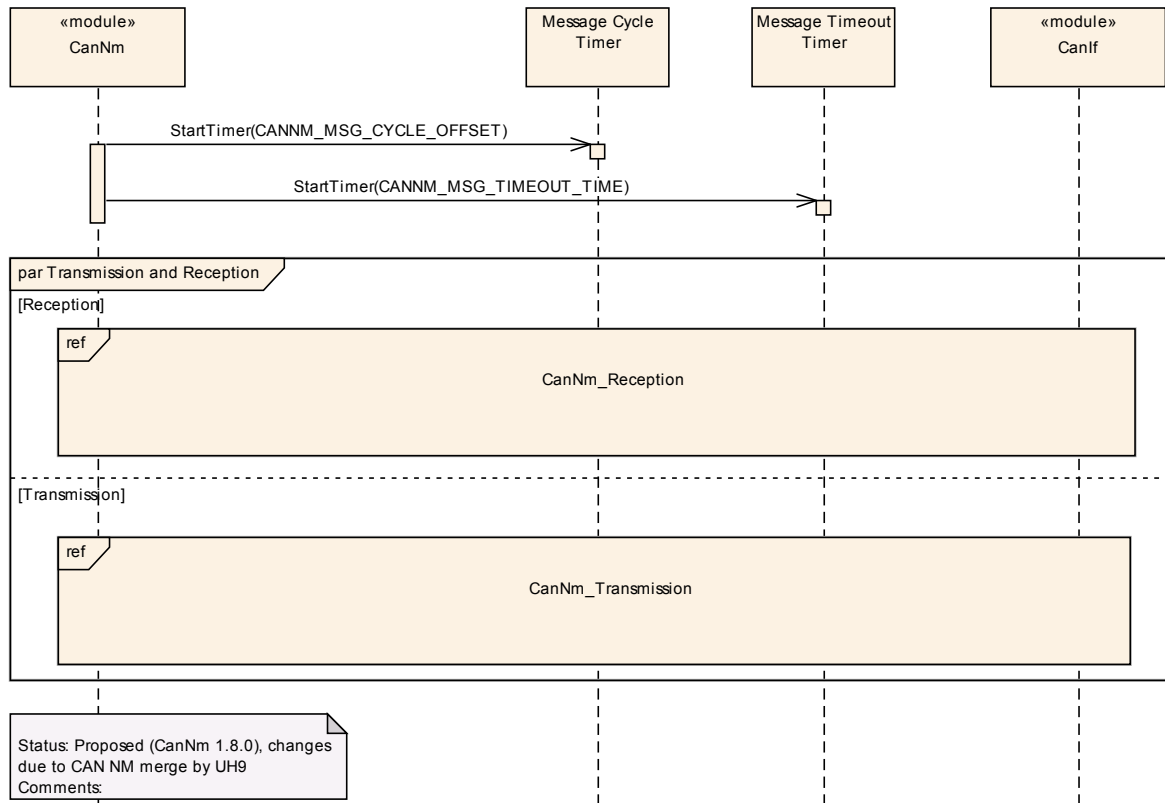 «module»
CanNm
Message Cycle
Timer
Message Timeout
Timer
«module»
CanIf
StartTimer(CANNM_MSG_CYCLE_OFFSET)
StartTimer(CANNM_MSG_TIMEOUT_TIME)
par Transmission and Reception
[Reception]
ref
CanNm_Reception
[Transmission]
ref
CanNm_Transmission
Status: Proposed (CanNm 1.8.0), changes
due to CAN NM merge by UH9
Comments: